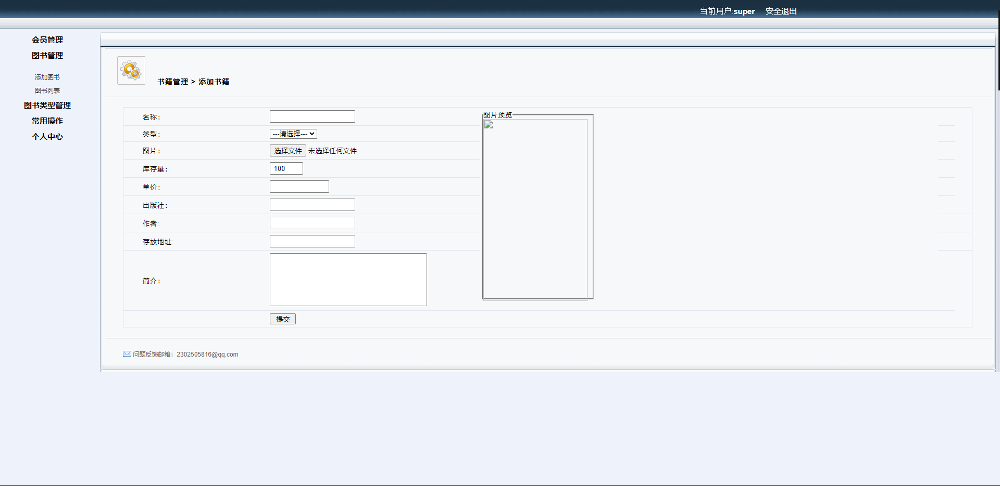 当前用户:super 安全退出
会员管理
图书管理
添加图书
图书列表
图书类型管理
常用操作
个人中心
书籍管理 > 添加书籍
名称:
类型: ---请选择---
图片: 选择文件 未选择任何文件
库存量: 100
单价:
出版社:
作者:
存放地址:
简介:
提交
图片预览
问题反馈邮箱：2302505816@qq.com